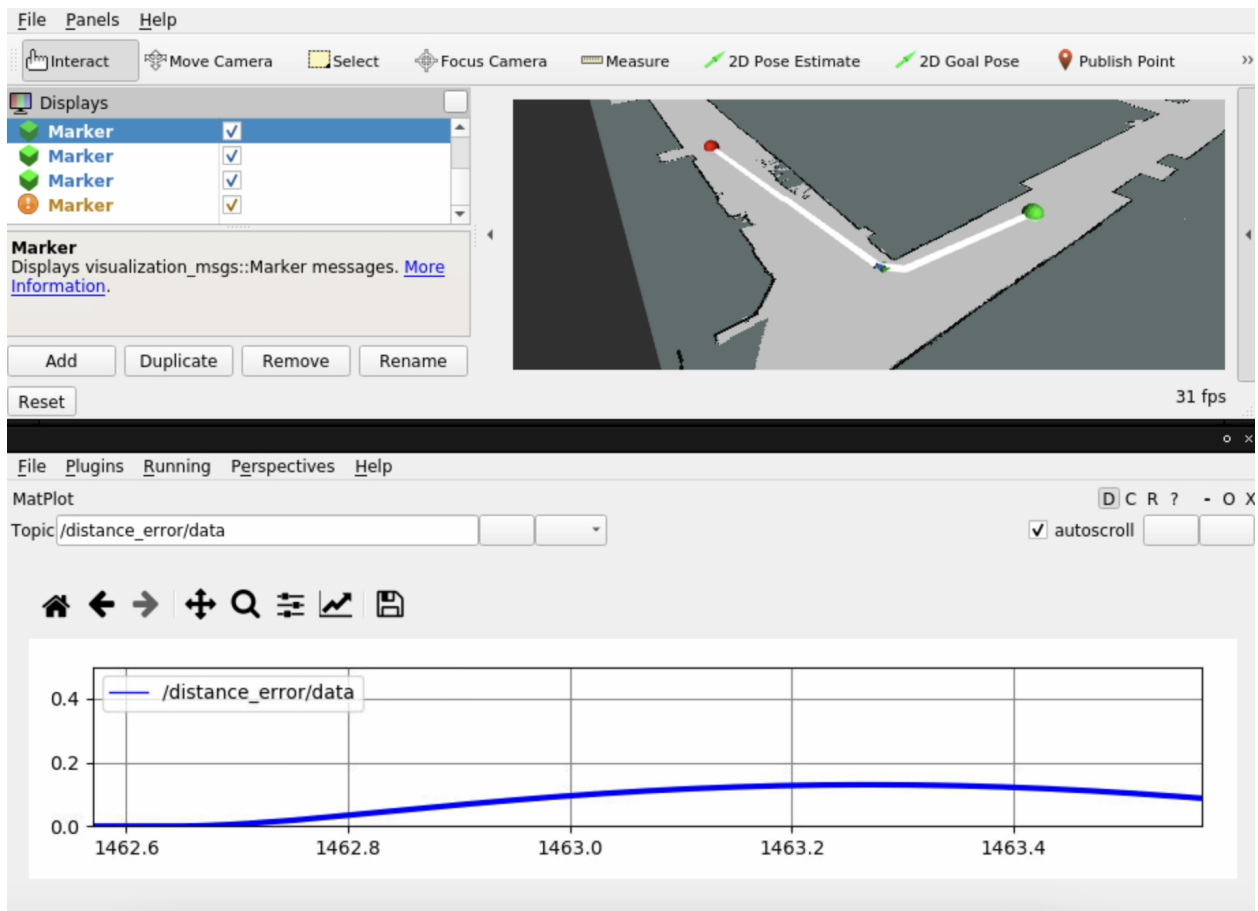 File Panels Help
Interact Move Camera Select Focus Camera Measure 2D Pose Estimate 2D Goal Pose Publish Point »
Displays
Marker
Marker
Marker
Marker
Marker
Displays visualization_msgs::Marker messages. More
Information.
Add Duplicate Remove Rename
Reset
31 fps
File Plugins Running Perspectives Help
MatPlot
D C R ? - O X
Topic /distance_error/data
autoscroll
/distance_error/data
0.4
0.2
0.0
1462.6 1462.8 1463.0 1463.2 1463.4